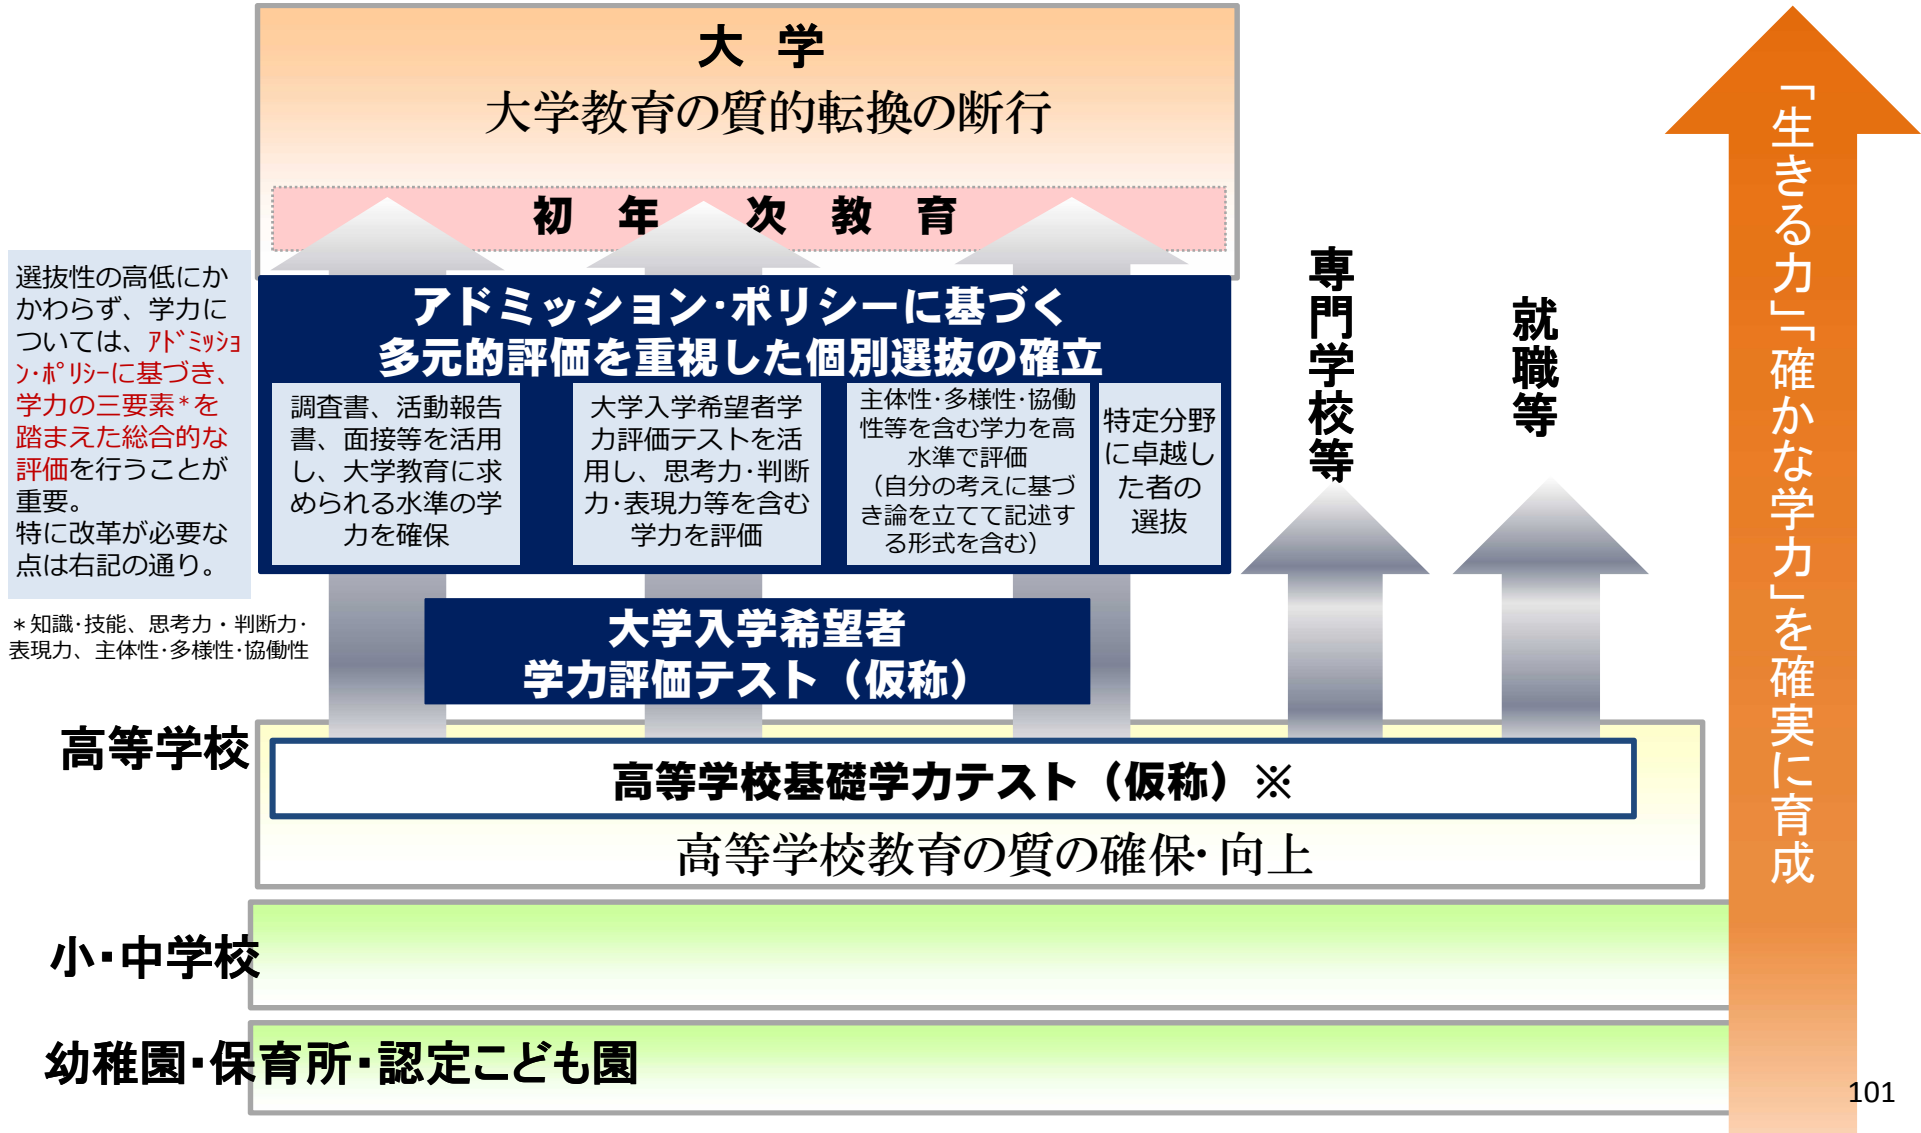 大 学
大学教育の質的転換の断行
初 年 次 教 育
選抜性の高低にか
かわらず、学力に
ついては、ｱﾄﾞﾐｯｼｮ
ﾝ･ﾎﾟﾘｼｰに基づき、
学力の三要素*を
踏まえた総合的な
評価を行うことが
重要。
特に改革が必要な
点は右記の通り。
＊知識･技能、思考力・判断力･
表現力、主体性･多様性･協働性
アドミッション･ポリシーに基づく
多元的評価を重視した個別選抜の確立
調査書、活動報告
書、面接等を活用
し、大学教育に求
められる水準の学
力を確保
大学入学希望者学
力評価テストを活
用し、思考力･判断
力･表現力等を含む
学力を評価
主体性･多様性･協働
性等を含む学力を高
水準で評価
（自分の考えに基づ
き論を立てて記述す
る形式を含む）
特定分野
に卓越し
た者の
選抜
専門学校等
就職等
大学入学希望者
学力評価テスト（仮称）
高等学校
高等学校基礎学力テスト（仮称）※
高等学校教育の質の確保･向上
小・中学校
幼稚園・保育所・認定こども園
「生きる力」「確かな学力」を確実に育成
101